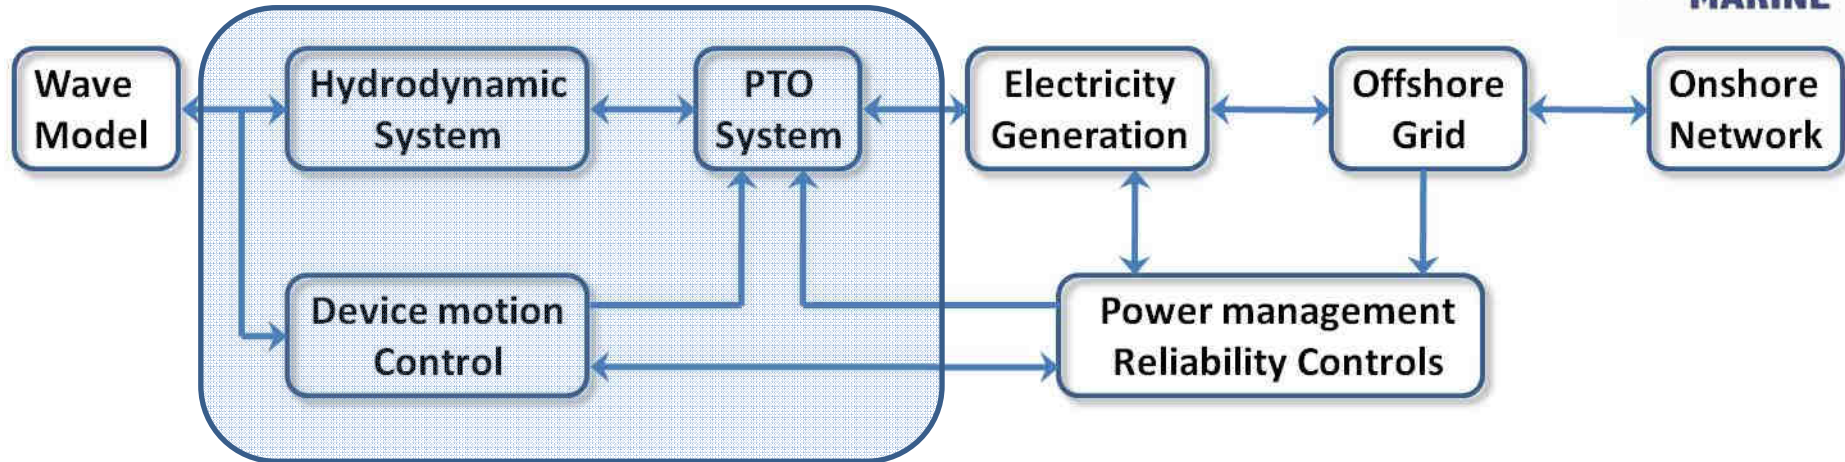 MARINE
Wave
Model
Hydrodynamic
System
PTO
System
Electricity
Generation
Offshore
Grid
Onshore
Network
Device motion
Control
Power management
Reliability Controls